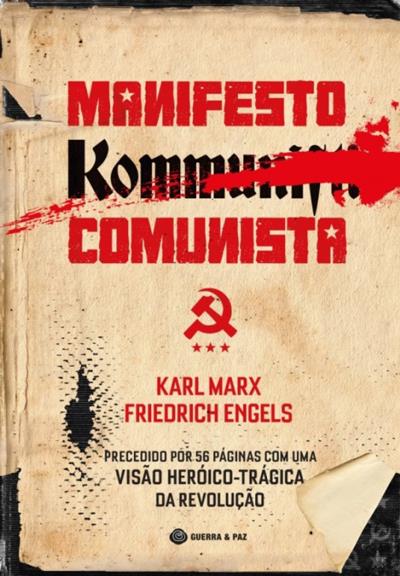 MANIFESTO
COMUNISTA
KARL MARX
FRIEDRICH ENGELS
PRECEDIDO POR 56 PÁGINAS COM UMA
VISÃO HERÓICO-TRÁGICA
DA REVOLUÇÃO
GUERRA & PAZ